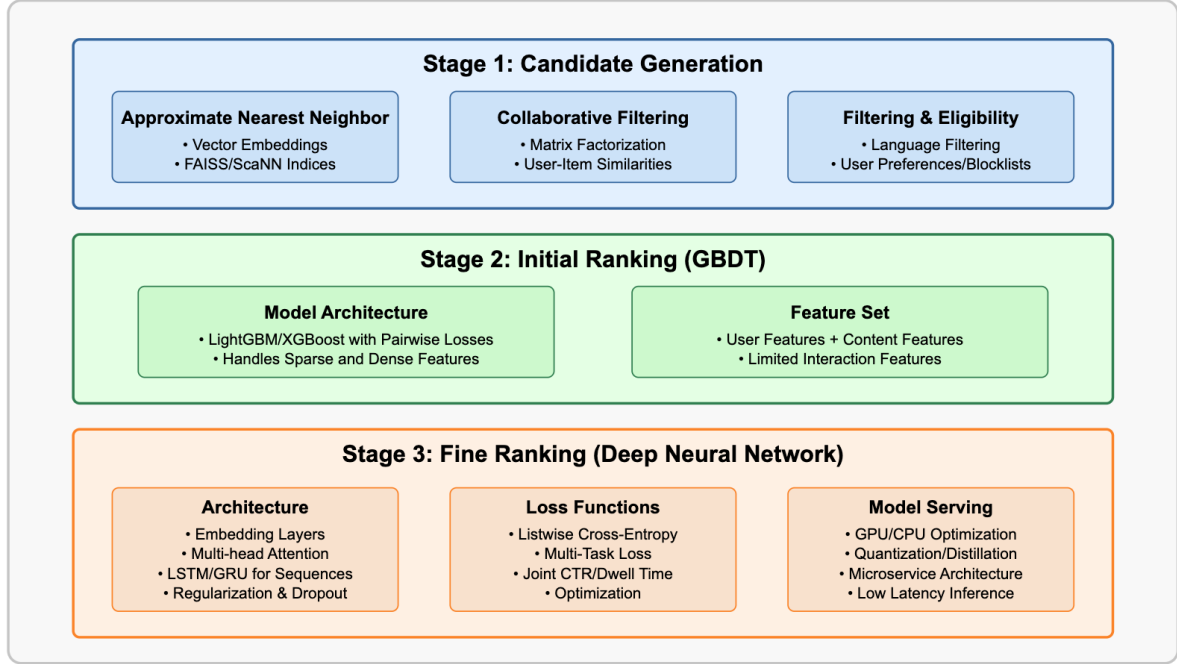 Stage 1: Candidate Generation
Approximate Nearest Neighbor
• Vector Embeddings
• FAISS/ScaNN Indices
Collaborative Filtering
• Matrix Factorization
• User-Item Similarities
Filtering & Eligibility
• Language Filtering
• User Preferences/Blocklists
Stage 2: Initial Ranking (GBDT)
Model Architecture
• LightGBM/XGBoost with Pairwise Losses
• Handles Sparse and Dense Features
Feature Set
• User Features + Content Features
• Limited Interaction Features
Stage 3: Fine Ranking (Deep Neural Network)
Architecture
• Embedding Layers
• Multi-head Attention
• LSTM/GRU for Sequences
• Regularization & Dropout
Loss Functions
• Listwise Cross-Entropy
• Multi-Task Loss
• Joint CTR/Dwell Time
• Optimization
Model Serving
• GPU/CPU Optimization
• Quantization/Distillation
• Microservice Architecture
• Low Latency Inference